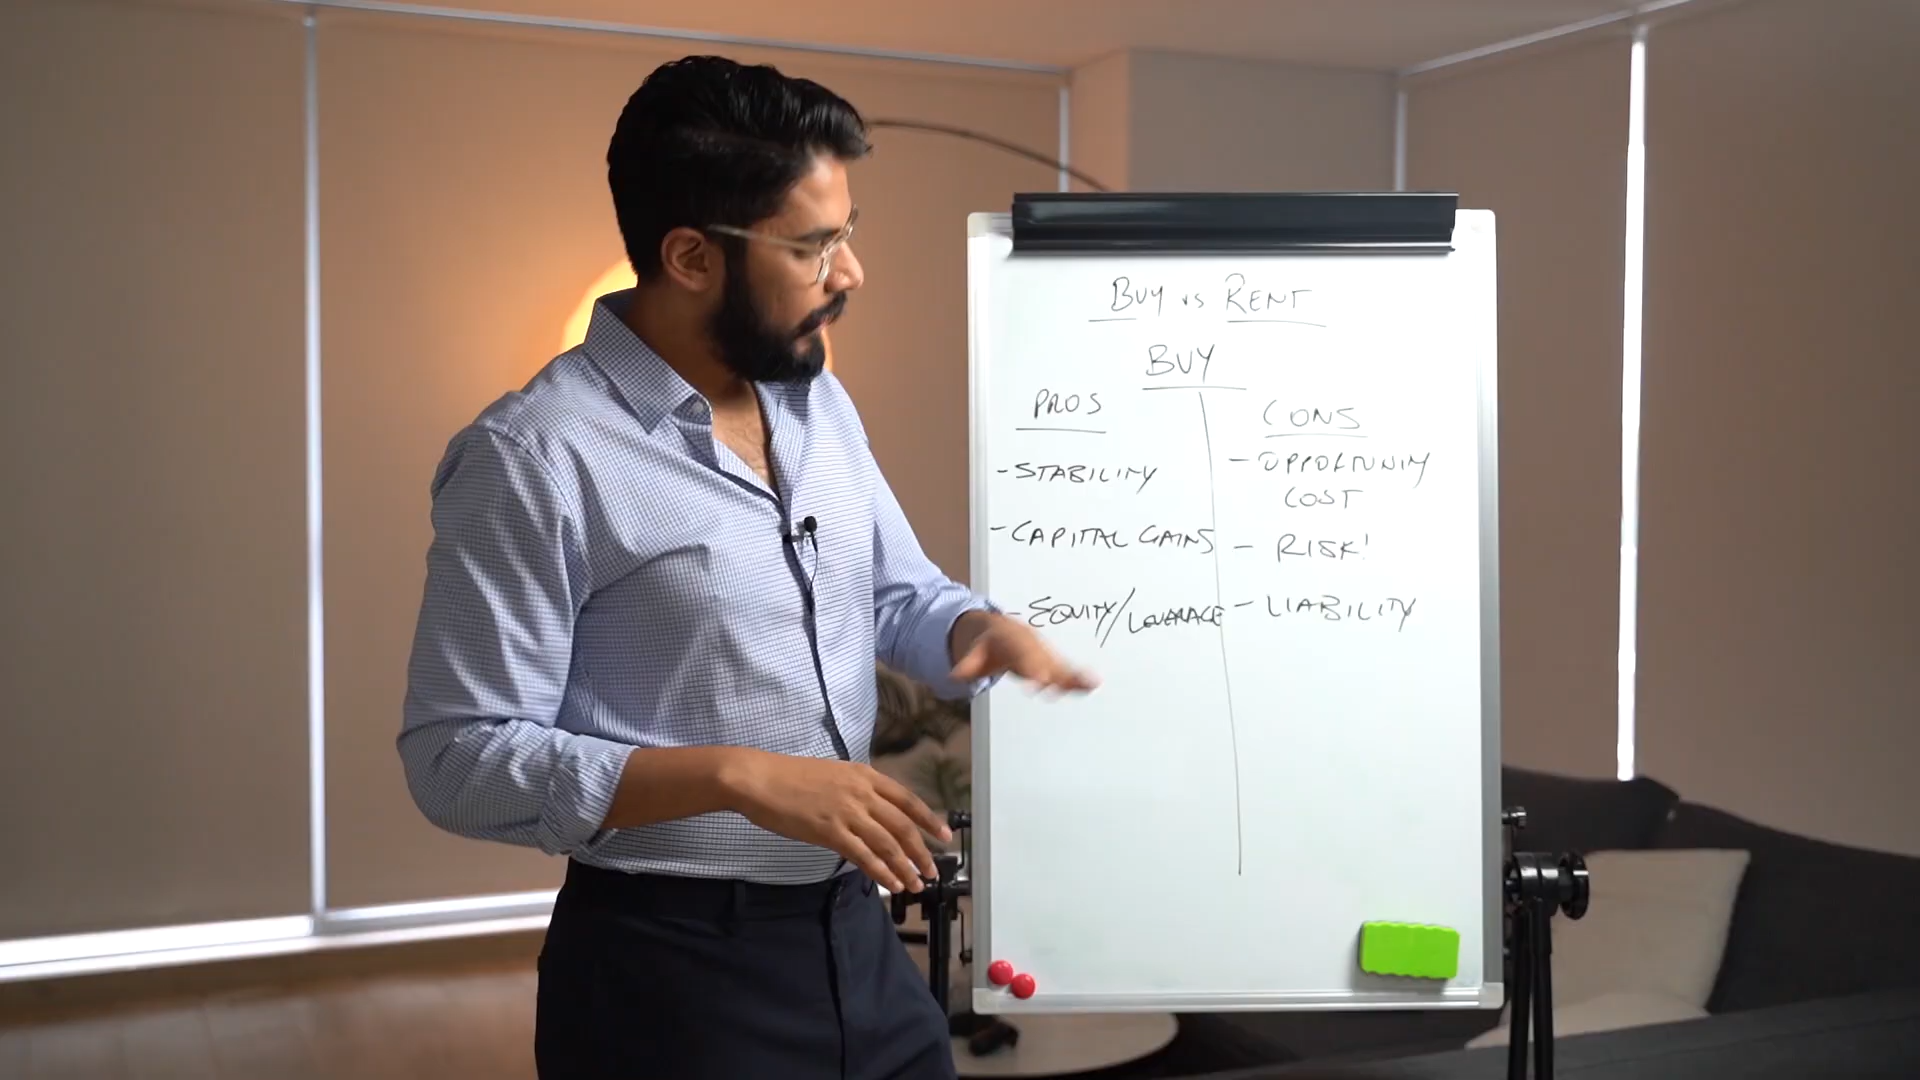 BUY vs RENT
BUY
PROS
- STABILITY
- CAPITAL GAINS
- EQUITY/LEVERAGE
CONS
- OPPORTUNITY
COST
- RISK!
- LIABILITY